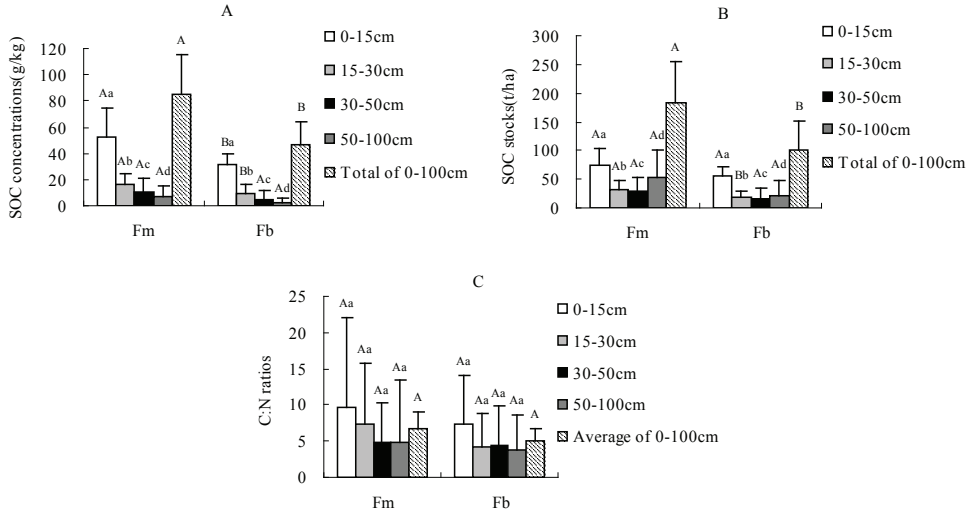 A
SOC concentrations(g/kg)
120
100
80
60
40
20
0
Aa
Ab
Ac
Ad
A
Ba
Bb
Ac
Ad
B
Fm
Fb
0-15cm
15-30cm
30-50cm
50-100cm
Total of 0-100cm
B
SOC stocks(t/ha)
300
250
200
150
100
50
0
Aa
Ab
Ac
Ad
A
Aa
Bb
Ac
Ad
B
Fm
Fb
0-15cm
15-30cm
30-50cm
50-100cm
Total of 0-100cm
C
C:N ratios
25
20
15
10
5
0
Aa
Aa
Aa
Aa
A
Aa
Aa
Aa
Aa
A
Fm
Fb
0-15cm
15-30cm
30-50cm
50-100cm
Average of 0-100cm